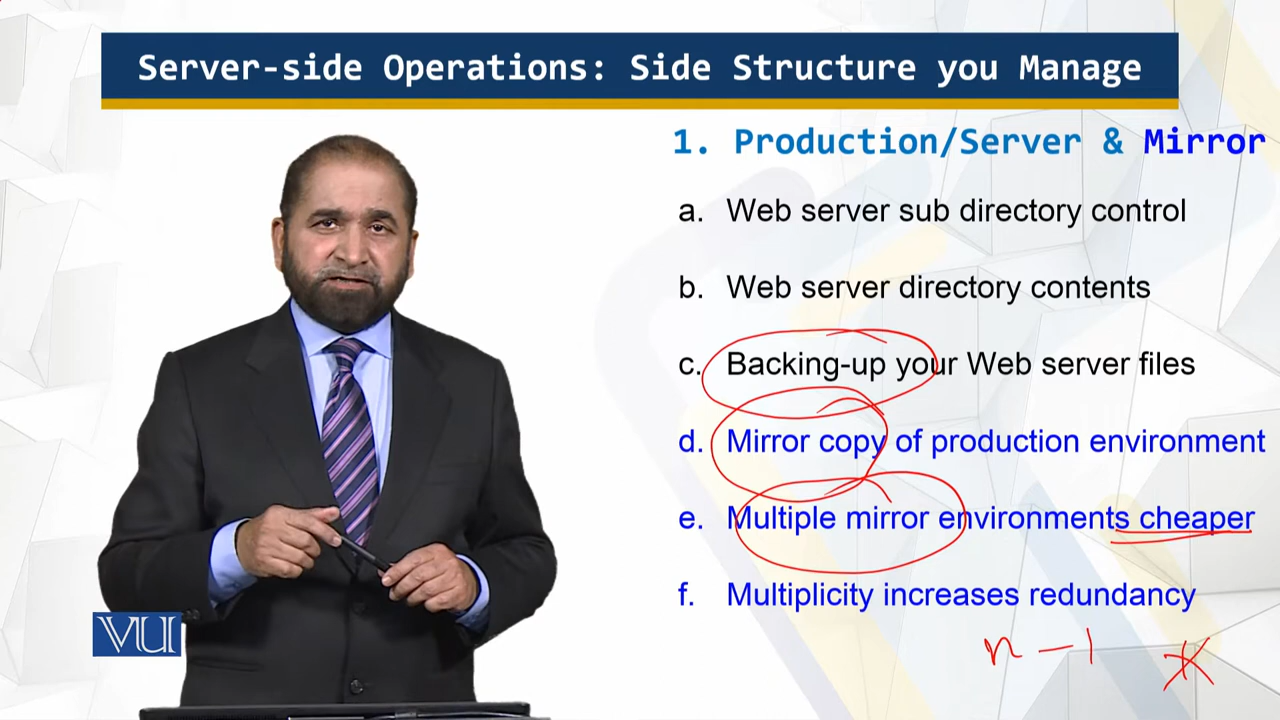 Server-side Operations: Side Structure you Manage
1. Production/Server & Mirror
a. Web server sub directory control
b. Web server directory contents
c. Backing-up your Web server files
d. Mirror copy of production environment
e. Multiple mirror environments cheaper
f. Multiplicity increases redundancy
n - 1
VU